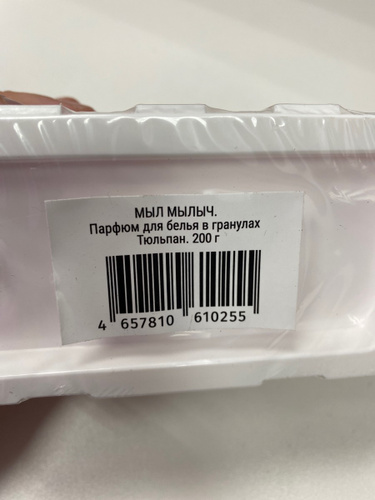 МЫЛ МЫЛЫЧ.
Парфюм для белья в гранулах
Тюльпан. 200 г
4 657810 610255